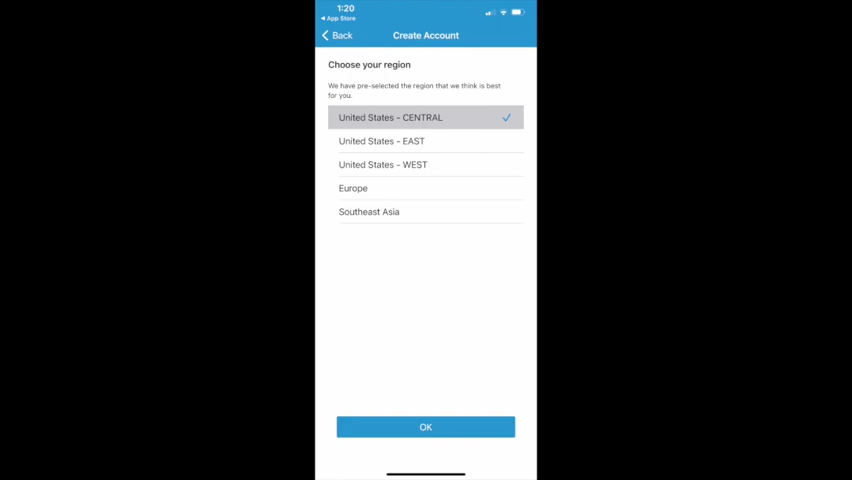 1:20
App Store
Back
Create Account
Choose your region
We have pre-selected the region that we think is best
for you.
United States - CENTRAL
United States - EAST
United States - WEST
Europe
Southeast Asia
OK